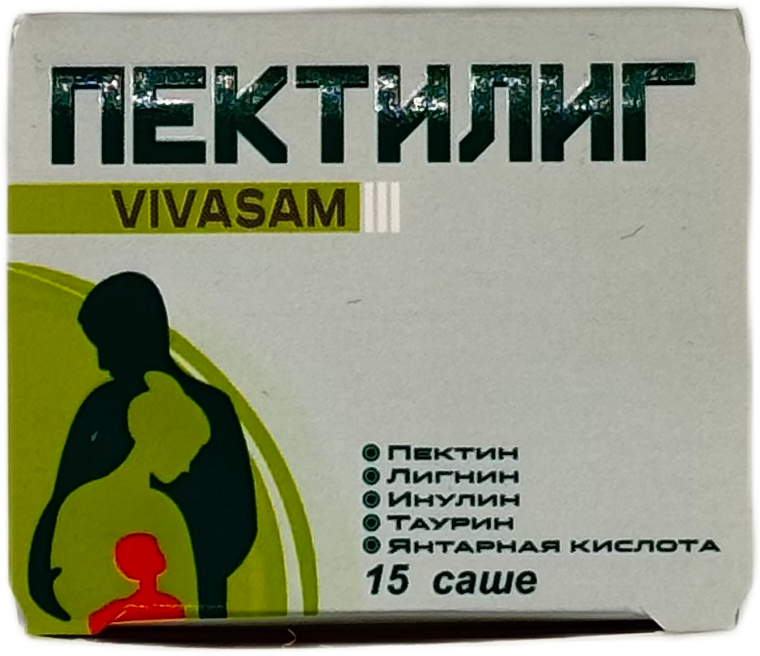 ПЕКТИЛИГ
VIVASAM
ПЕКТИН
ЛИГНИН
ИНУЛИН
ТАУРИН
ЯНТАРНАЯ КИСЛОТА
15 саше